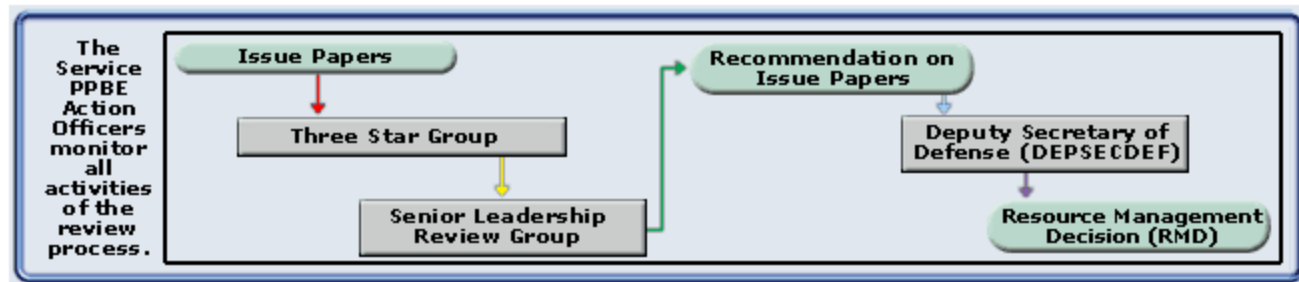 The
Service
PPBE
Action
Officers
monitor
all
activities
of the
review
process.
Issue Papers
Three Star Group
Senior Leadership
Review Group
Recommendation on
Issue Papers
Deputy Secretary of
Defense (DEPSECDEF)
Resource Management
Decision (RMD)